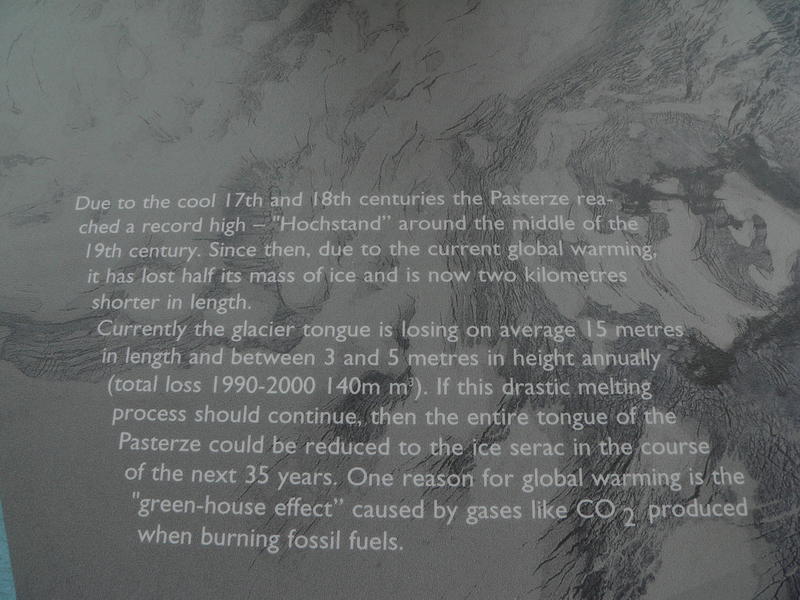 Due to the cool 17th and 18th centuries the Pasterze rea-
ched a record high – "Hochstand” around the middle of the
19th century. Since then, due to the current global warming,
it has lost half its mass of ice and is now two kilometres
shorter in length.
Currently the glacier tongue is losing on average 15 metres
in length and between 3 and 5 metres in height annually
(total loss 1990-2000 140m m³). If this drastic melting
process should continue, then the entire tongue of the
Pasterze could be reduced to the ice serac in the course
of the next 35 years. One reason for global warming is the
"green-house effect” caused by gases like CO₂ produced
when burning fossil fuels.